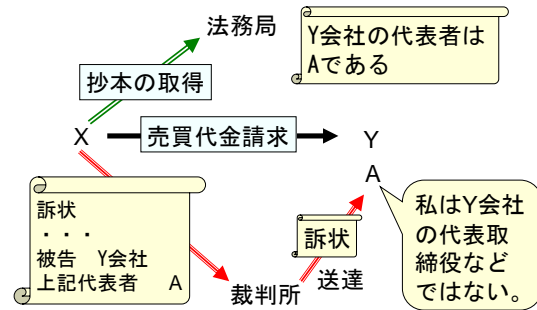 法務局
Y会社の代表者は
Aである
抄本の取得
X
売買代金請求
Y
A
訴状
・・・
被告　Y会社
上記代表者　　A
訴状
送達
裁判所
私はY会社
の代表取
締役など
ではない。